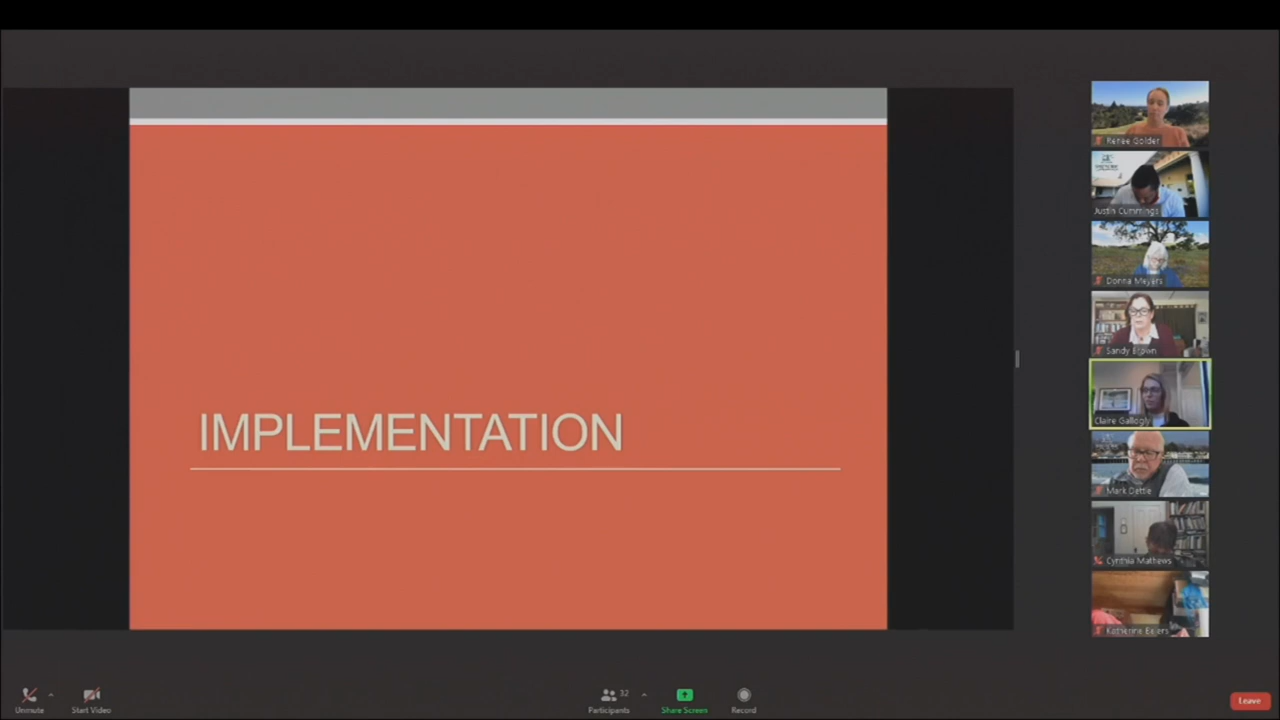 IMPLEMENTATION
Renee Golder
Justin Cummings
Donna Meyers
Sandy Brown
Claire Gallogly
Mark Dettle
Cynthia Mathews
Katherine Beiers
Unmute
Start Video
Participants
32
Share Screen
Record
Leave